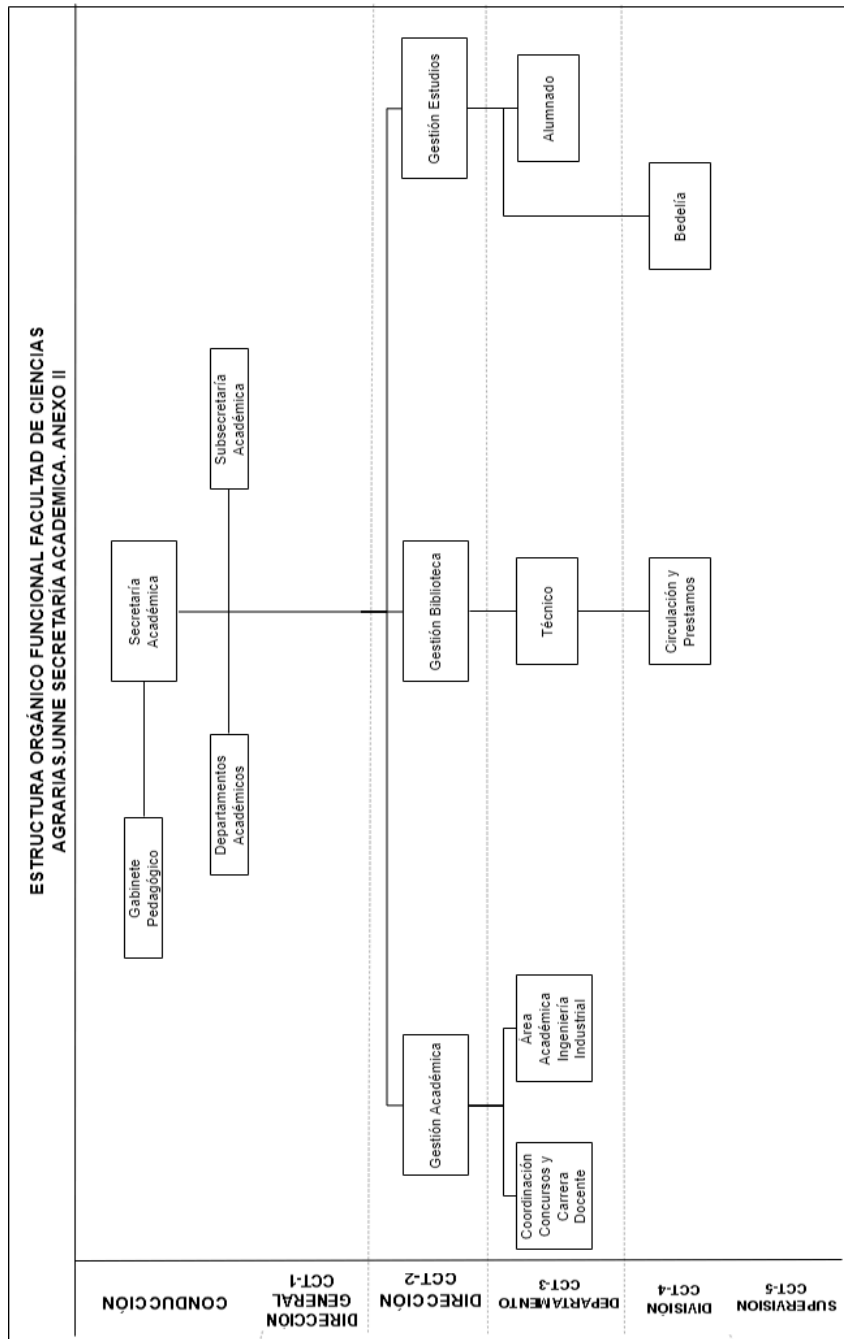 ESTRUCTURA ORGÁNICO FUNCIONAL FACULTAD DE CIENCIAS
AGRARIAS.UNNE SECRETARÍA ACADEMICA. ANEXO II
CONDUCCIÓN
Gabinete
Pedagógico
Secretaría
Académica
Departamentos
Académicos
Subsecretaría
Académica
DIRECCIÓN
GENERAL
CCT-1
DIRECCIÓN
CCT-2
Gestión Académica
Gestión Biblioteca
Gestión Estudios
DEPARTAMENTO
CCT-3
Coordinación
Concursos y
Carrera
Docente
Área
Académica
Ingeniería
Industrial
Técnico
Alumnado
DIVISIÓN
CCT-4
Circulación y
Prestamos
Bedelía
SUPERVISION
CCT-5